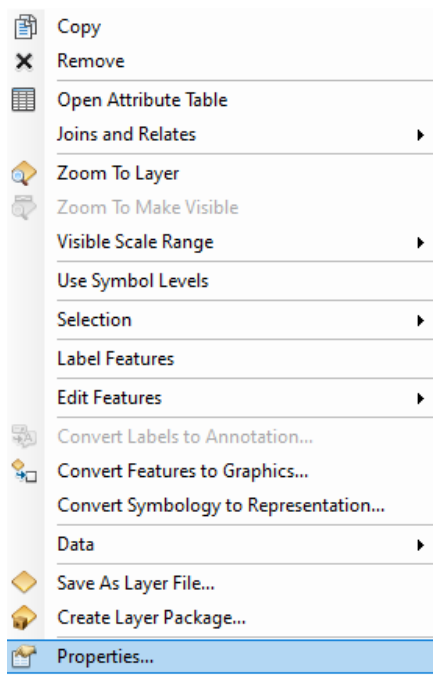 Copy
Remove
Open Attribute Table
Joins and Relates
Zoom To Layer
Zoom To Make Visible
Visible Scale Range
Use Symbol Levels
Selection
Label Features
Edit Features
Convert Labels to Annotation...
Convert Features to Graphics...
Convert Symbology to Representation...
Data
Save As Layer File...
Create Layer Package...
Properties...